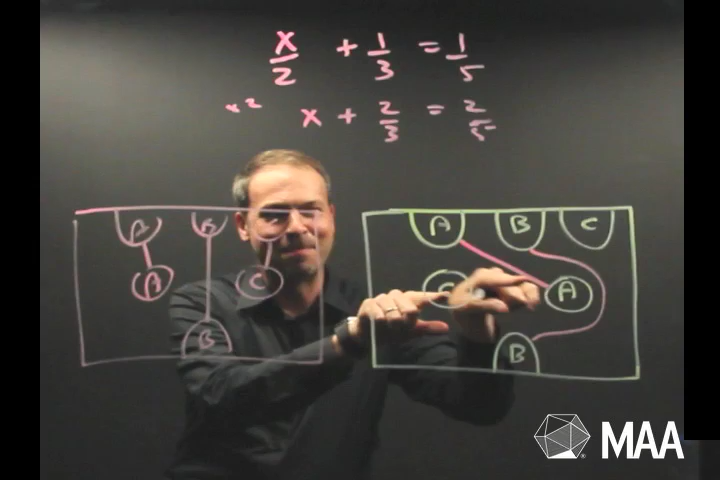 x/2 + 1/3 = 1/5
×2 x + 2/3 = 2/5
A B
A C
B
A B C
C A
B
MAA